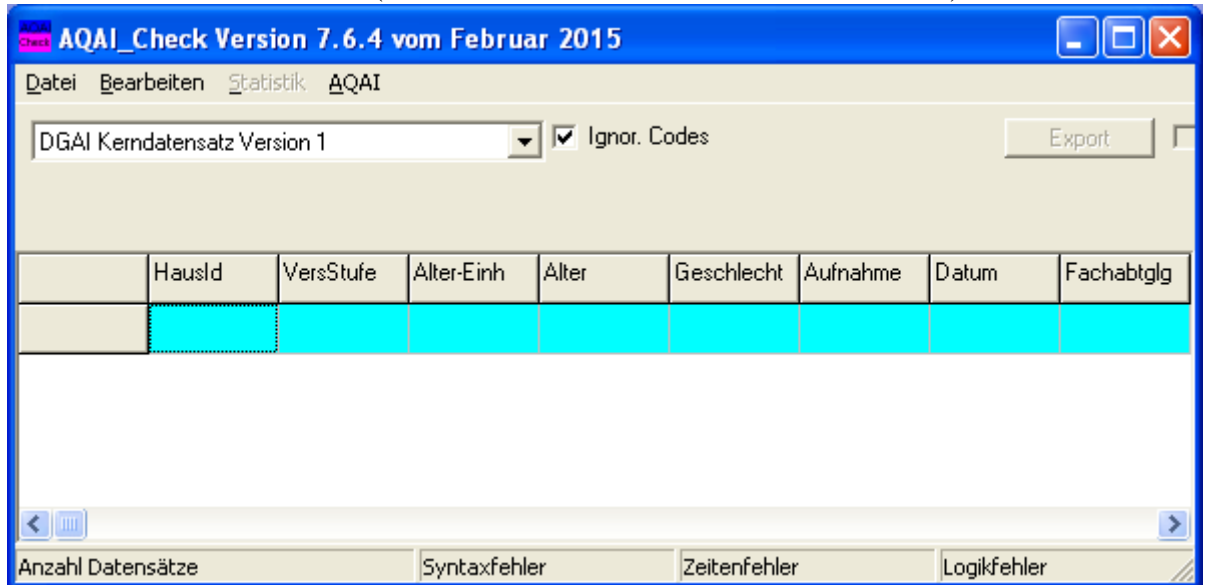 AQAI_Check Version 7.6.4 vom Februar 2015
Datei Bearbeiten Statistik AQAI
DGAI Kerndatensatz Version 1 Ignor. Codes Export
HausId VersStufe Alter-Einh Alter Geschlecht Aufnahme Datum Fachabtglg
Anzahl Datensätze Syntaxfehler Zeitenfehler Logikfehler